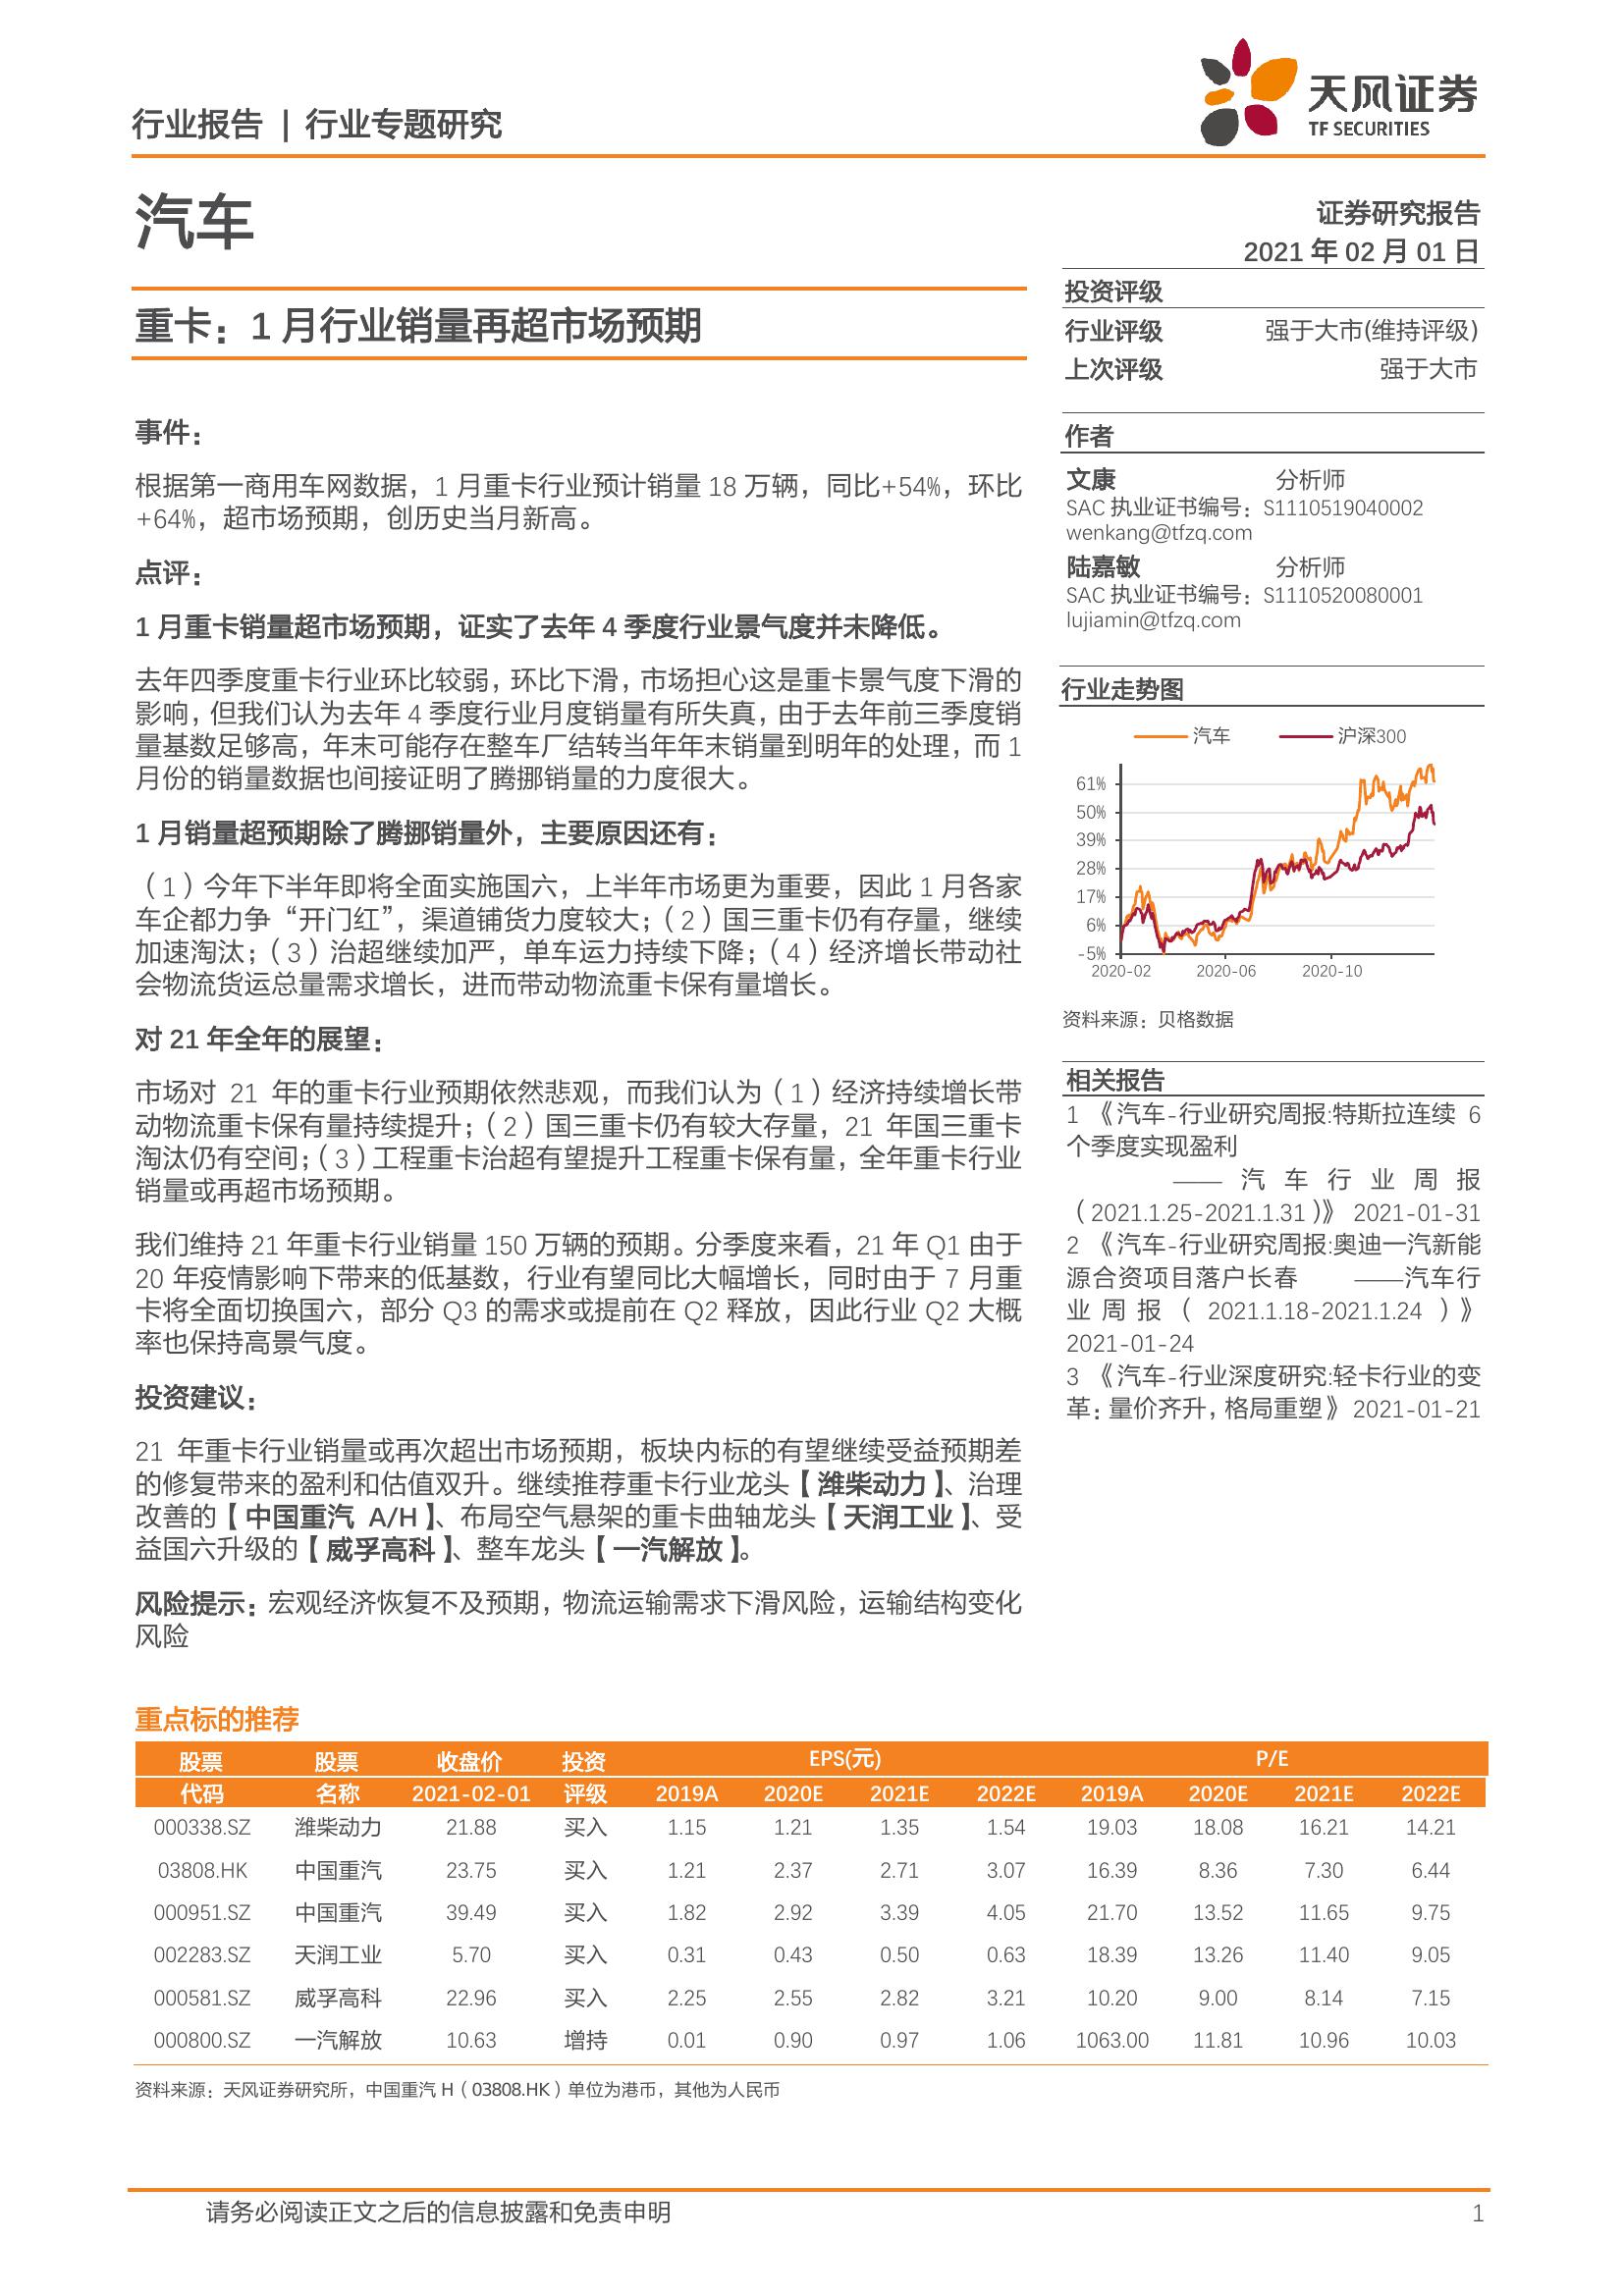 行业报告 | 行业专题研究
天风证券
TF SECURITIES
汽车
证券研究报告
2021 年 02 月 01 日
重卡：1 月行业销量再超市场预期
投资评级
行业评级 强于大市(维持评级)
上次评级 强于大市
事件：
根据第一商用车网数据，1 月重卡行业预计销量 18 万辆，同比+54%，环比
+64%，超市场预期，创历史当月新高。
点评：
1 月重卡销量超市场预期，证实了去年 4 季度行业景气度并未降低。
去年四季度重卡行业环比较弱，环比下滑，市场担心这是重卡景气度下滑的
影响，但我们认为去年 4 季度行业月度销量有所失真，由于去年前三季度销
量基数足够高，年末可能存在整车厂结转当年年末销量到明年的处理，而 1
月份的销量数据也间接证明了腾挪销量的力度很大。
1 月销量超预期除了腾挪销量外，主要原因还有：
（1）今年下半年即将全面实施国六，上半年市场更为重要，因此 1 月各家
车企都力争“开门红”，渠道铺货力度较大；（2）国三重卡仍有存量，继续
加速淘汰；（3）治超继续加严，单车运力持续下降；（4）经济增长带动社
会物流货运总量需求增长，进而带动物流重卡保有量增长。
对 21 年全年的展望：
市场对 21 年的重卡行业预期依然悲观，而我们认为（1）经济持续增长带
动物流重卡保有量持续提升；（2）国三重卡仍有较大存量，21 年国三重卡
淘汰仍有空间；（3）工程重卡治超有望提升工程重卡保有量，全年重卡行业
销量或再超市场预期。
我们维持 21 年重卡行业销量 150 万辆的预期。分季度来看，21 年 Q1 由于
20 年疫情影响下带来的低基数，行业有望同比大幅增长，同时由于 7 月重
卡将全面切换国六，部分 Q3 的需求或提前在 Q2 释放，因此行业 Q2 大概
率也保持高景气度。
投资建议：
21 年重卡行业销量或再次超出市场预期，板块内标的有望继续受益预期差
的修复带来的盈利和估值双升。继续推荐重卡行业龙头【潍柴动力】、治理
改善的【中国重汽 A/H】、布局空气悬架的重卡曲轴龙头【天润工业】、受
益国六升级的【威孚高科】、整车龙头【一汽解放】。
风险提示：宏观经济恢复不及预期，物流运输需求下滑风险，运输结构变化
风险
作者
文康 分析师
SAC 执业证书编号：S1110519040002
wenkang@tfzq.com
陆嘉敏 分析师
SAC 执业证书编号：S1110520080001
lujiamin@tfzq.com
行业走势图
汽车 沪深300
61%
50%
39%
28%
17%
6%
-5%
2020-02 2020-06 2020-10
资料来源：贝格数据
相关报告
1 《汽车-行业研究周报:特斯拉连续 6
个季度实现盈利
——汽车行业周报
（2021.1.25-2021.1.31）》 2021-01-31
2 《汽车-行业研究周报:奥迪一汽新能
源合资项目落户长春 ——汽车行
业周报（2021.1.18-2021.1.24）》
2021-01-24
3 《汽车-行业深度研究:轻卡行业的变
革：量价齐升，格局重塑》 2021-01-21
重点标的推荐
股票 股票 收盘价 投资 EPS(元) P/E
代码 名称 2021-02-01 评级 2019A 2020E 2021E 2022E 2019A 2020E 2021E 2022E
000338.SZ 潍柴动力 21.88 买入 1.15 1.21 1.35 1.54 19.03 18.08 16.21 14.21
03808.HK 中国重汽 23.75 买入 1.21 2.37 2.71 3.07 16.39 8.36 7.30 6.44
000951.SZ 中国重汽 39.49 买入 1.82 2.92 3.39 4.05 21.70 13.52 11.65 9.75
002283.SZ 天润工业 5.70 买入 0.31 0.43 0.50 0.63 18.39 13.26 11.40 9.05
000581.SZ 威孚高科 22.96 买入 2.25 2.55 2.82 3.21 10.20 9.00 8.14 7.15
000800.SZ 一汽解放 10.63 增持 0.01 0.90 0.97 1.06 1063.00 11.81 10.96 10.03
资料来源：天风证券研究所，中国重汽 H（03808.HK）单位为港币，其他为人民币
请务必阅读正文之后的信息披露和免责申明 1